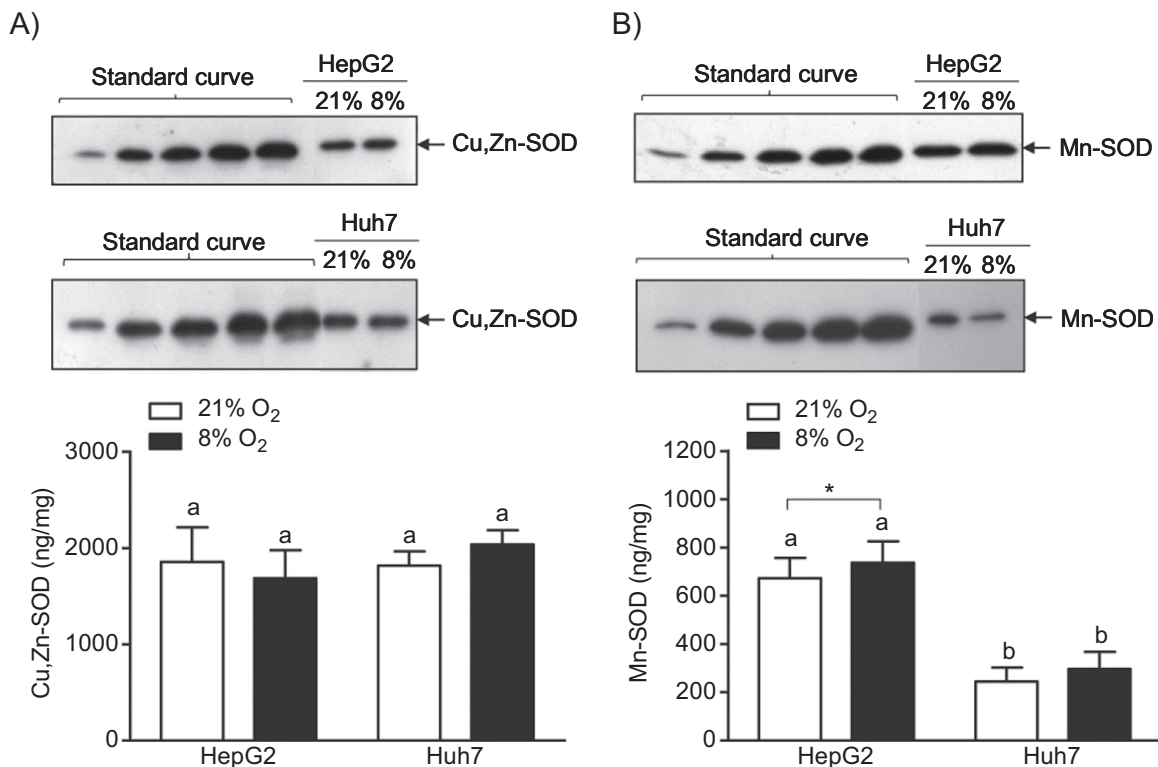 A)
Standard curve
HepG2
21% 8%
Cu,Zn-SOD
Standard curve
Huh7
21% 8%
Cu,Zn-SOD
21% O2
8% O2
Cu,Zn-SOD (ng/mg)
3000
2000
1000
0
a
a
a
a
HepG2
Huh7
B)
Standard curve
HepG2
21% 8%
Mn-SOD
Standard curve
Huh7
21% 8%
Mn-SOD
21% O2
8% O2
Mn-SOD (ng/mg)
1200
1000
800
600
400
200
0
*
a
a
b
b
HepG2
Huh7